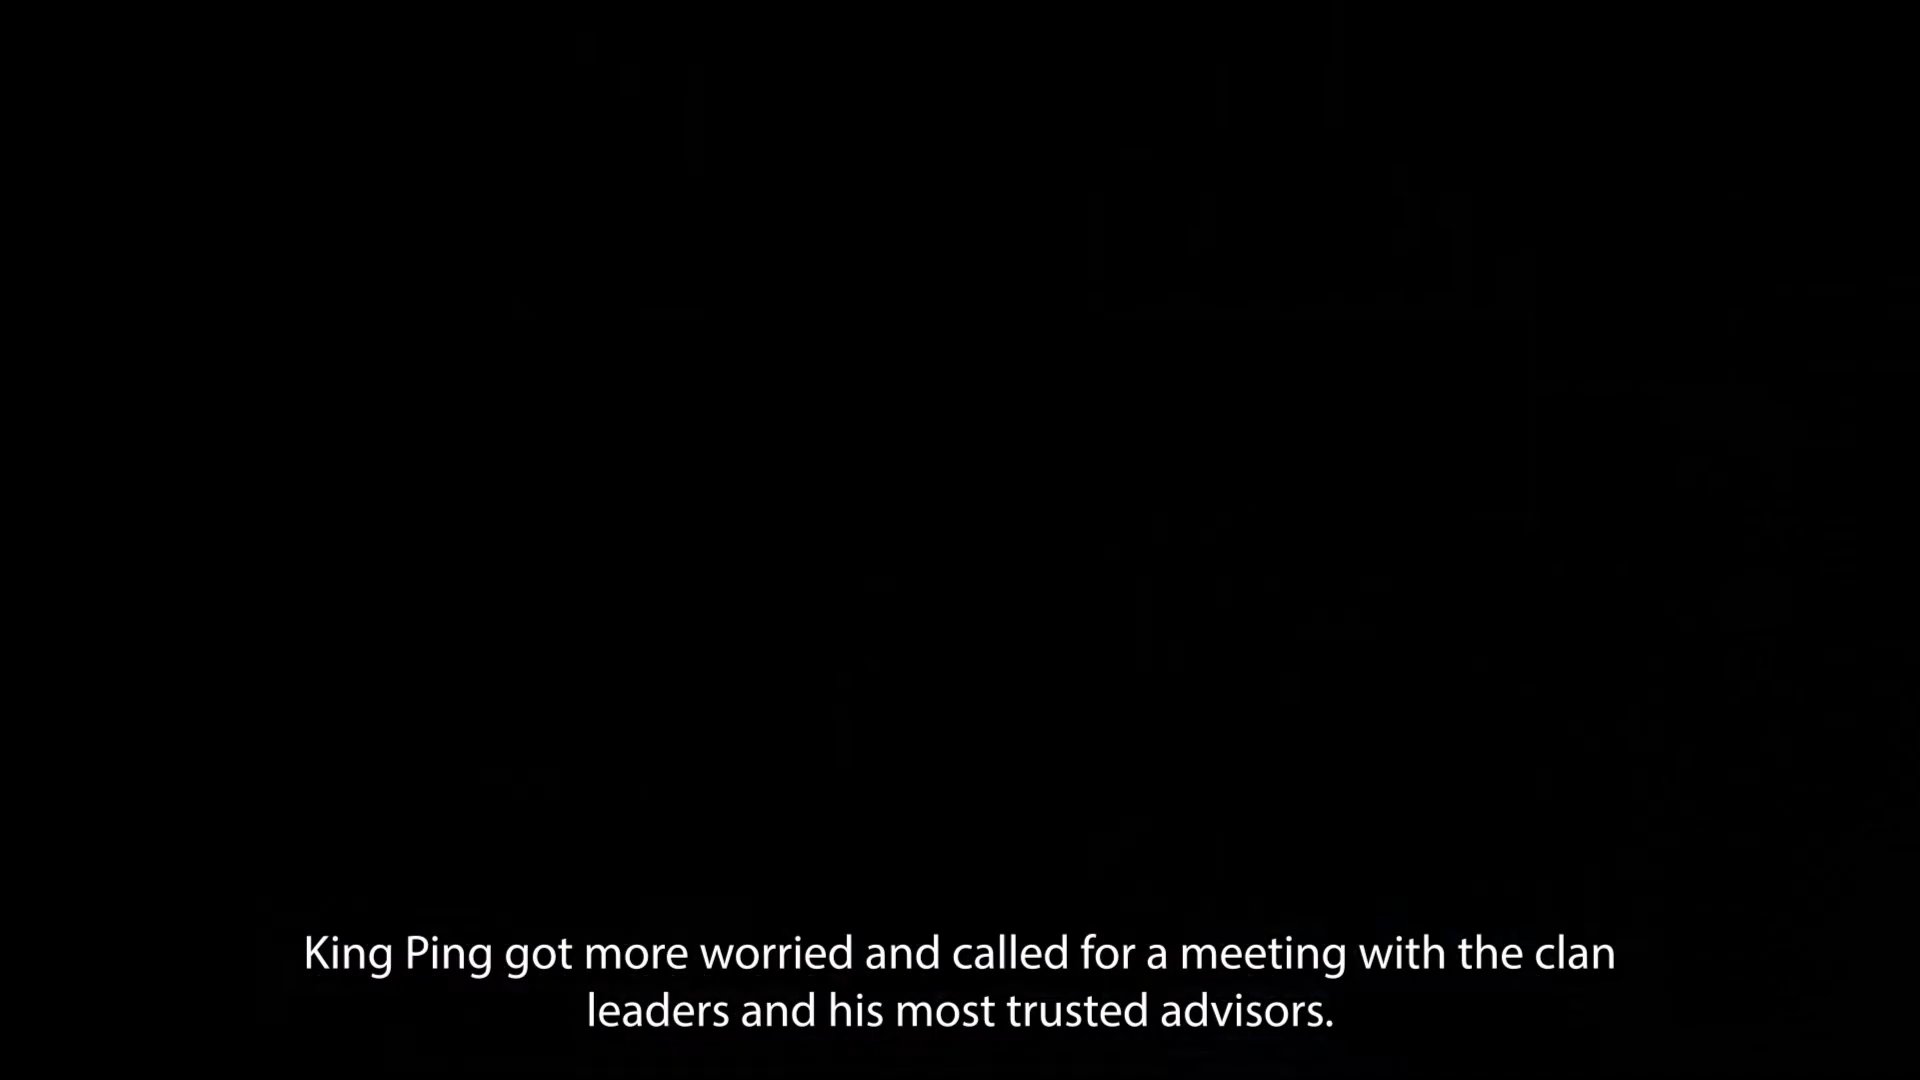 King Ping got more worried and called for a meeting with the clan
leaders and his most trusted advisors.